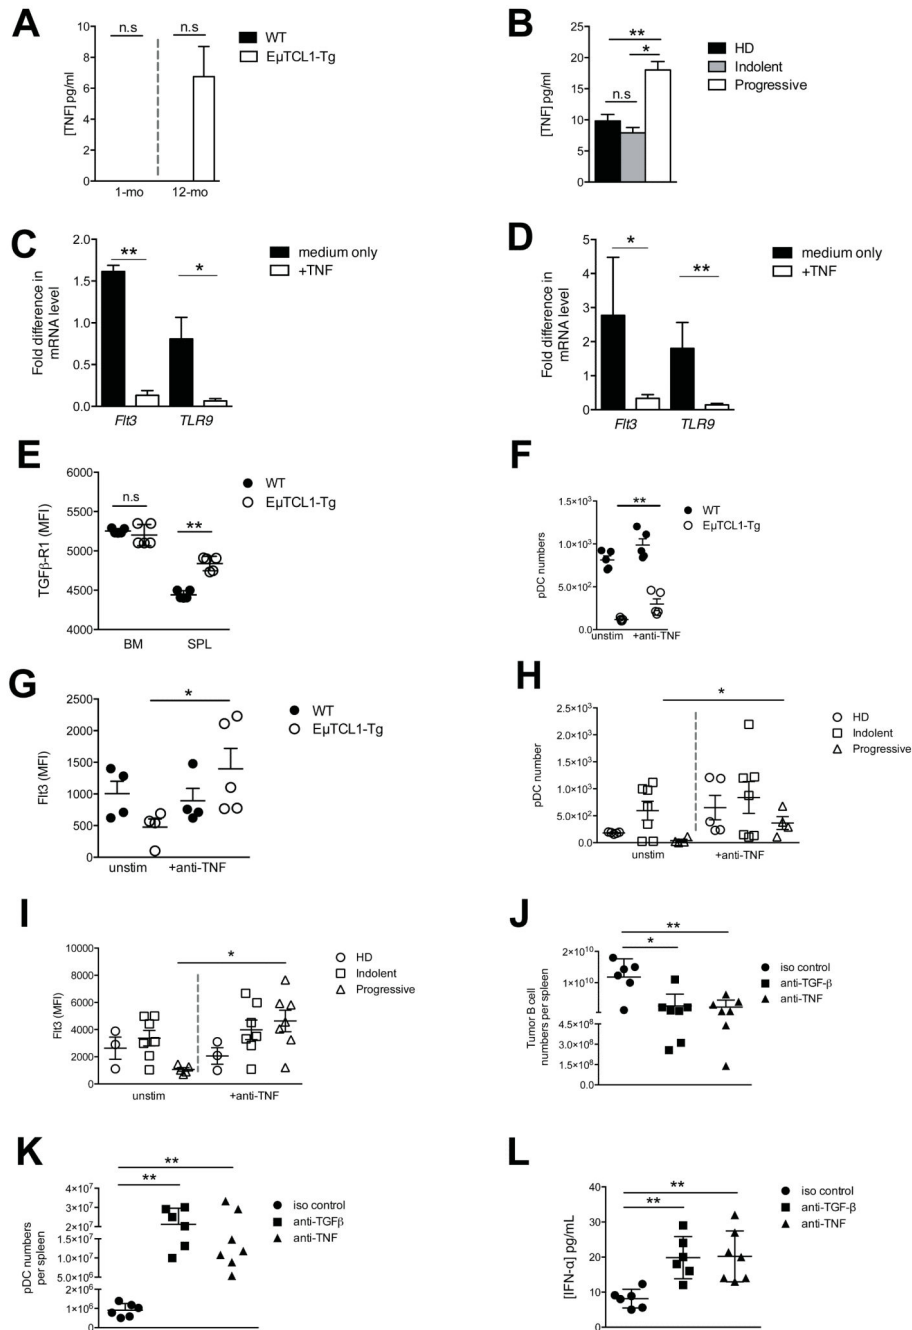 A
n.s
n.s
WT
EμTCL1-Tg
[TNF] pg/ml
10
8
6
4
2
0
1-mo
12-mo
B
**
*
n.s
HD
Indolent
Progressive
[TNF] pg/ml
25
20
15
10
5
0
C
**
*
medium only
+TNF
Fold difference in
mRNA level
2.0
1.5
1.0
0.5
0.0
Flt3
TLR9
D
*
**
medium only
+TNF
Fold difference in
mRNA level
5
4
3
2
1
0
Flt3
TLR9
E
n.s
**
WT
EμTCL1-Tg
TGFβ-R1 (MFI)
6000
5000
4500
4000
BM
SPL
F
**
WT
EμTCL1-Tg
pDC numbers
1.5×10³
1.0×10³
5.0×10²
0.0
unstim
+anti-TNF
G
*
WT
EμTCL1-Tg
Flt3 (MFI)
2500
2000
1500
1000
500
0
unstim
+anti-TNF
H
*
HD
Indolent
Progressive
pDC number
2.5×10³
2.0×10³
1.5×10³
1.0×10³
5.0×10²
0.0
unstim
+anti-TNF
I
*
HD
Indolent
Progressive
Flt3 (MFI)
10000
8000
6000
4000
2000
0
unstim
+anti-TNF
J
**
*
iso control
anti-TGF-β
anti-TNF
Tumor B cell
numbers per spleen
2×10¹⁰
1×10¹⁰
4.5×10⁸
3.0×10⁸
1.5×10⁸
0.0
K
**
**
iso control
anti-TGFβ
anti-TNF
pDC numbers
per spleen
4×10⁷
3×10⁷
2×10⁷
1.5×10⁷
1.0×10⁷
5.0×10⁶
2×10⁶
1×10⁶
0
L
**
**
iso control
anti-TGF-β
anti-TNF
[IFN-α] pg/mL
40
30
20
10
0